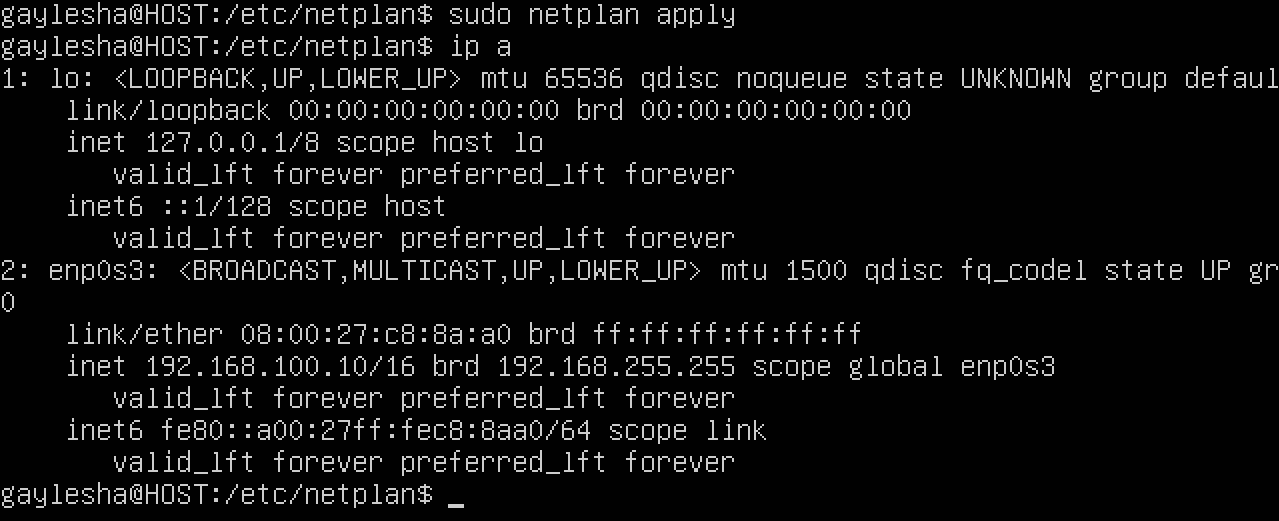 gaylesha@HOST:/etc/netplan$ sudo netplan apply
gaylesha@HOST:/etc/netplan$ ip a
1: lo: <LOOPBACK,UP,LOWER_UP> mtu 65536 qdisc noqueue state UNKNOWN group defaul
    link/loopback 00:00:00:00:00:00 brd 00:00:00:00:00:00
    inet 127.0.0.1/8 scope host lo
       valid_lft forever preferred_lft forever
    inet6 ::1/128 scope host
       valid_lft forever preferred_lft forever
2: enp0s3: <BROADCAST,MULTICAST,UP,LOWER_UP> mtu 1500 qdisc fq_codel state UP gr
0
    link/ether 08:00:27:c8:8a:a0 brd ff:ff:ff:ff:ff:ff
    inet 192.168.100.10/16 brd 192.168.255.255 scope global enp0s3
       valid_lft forever preferred_lft forever
    inet6 fe80::a00:27ff:fec8:8aa0/64 scope link
       valid_lft forever preferred_lft forever
gaylesha@HOST:/etc/netplan$ _